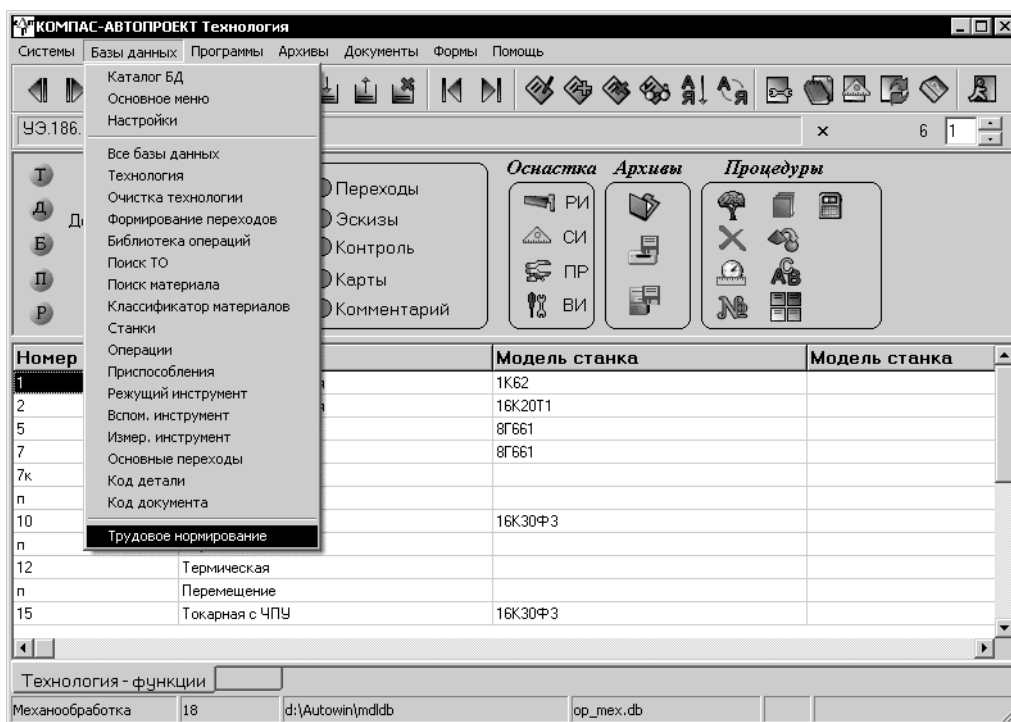 КОМПАС-АВТОПРОЕКТ Технология
Системы Базы данных Программы Архивы Документы Формы Помощь
Каталог БД
Основное меню
Настройки
УЭ.186. × 6 1
Все базы данных
Технология
Очистка технологии
Формирование переходов
Библиотека операций
Поиск ТО
Поиск материала
Классификатор материалов
Станки
Операции
Приспособления
Режущий инструмент
Вспом. инструмент
Измер. инструмент
Основные переходы
Код детали
Код документа
Трудовое нормирование
Т
Д
Б
П
Р
Переходы
Эскизы
Контроль
Карты
Комментарий
Оснастка Архивы Процедуры
РИ
СИ
ПР
ВИ
Номер Модель станка Модель станка
1 1К62
2 16К20Т1
5 8Г661
7 8Г661
7к
п
10 16К30Ф3
п
12 Термическая
п Перемещение
15 Токарная с ЧПУ 16К30Ф3
Технология - функции
Механообработка 18 d:\Autowin\mdldb op_mex.db